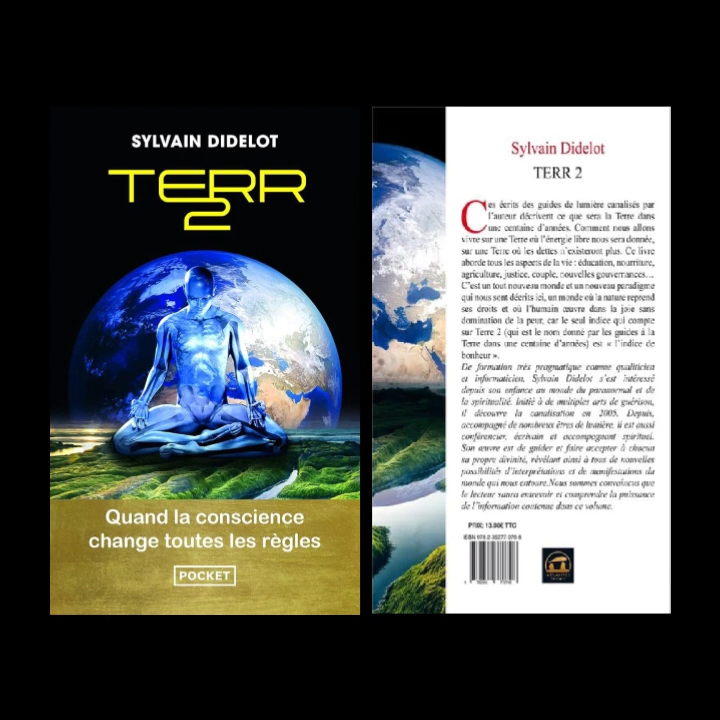 SYLVAIN DIDELOT
TERR
2
Quand la conscience
change toutes les règles
POCKET
Sylvain Didelot
TERR 2
Ces écrits des guides de lumière canalisés par
l'auteur décrivent ce que sera la Terre dans
une centaine d'années. Comment nous allons
vivre sur une Terre où l'énergie libre nous sera donnée,
sur une Terre où les dettes n'existeront plus. Ce livre
aborde tous les aspects de la vie : éducation, nourriture,
agriculture, justice, couple, nouvelles gouvernances…
C'est un tout nouveau monde et un nouveau paradigme
qui nous sont décrits ici, un monde où la nature reprend
ses droits et où l'humain œuvre dans la joie sans
domination de la peur, car le seul indice qui compte
sur Terre 2 (qui est le nom donné par les guides à la
Terre dans une centaine d'années) est « l'indice de
bonheur ».
De formation très pragmatique comme qualiticien
et informaticien, Sylvain Didelot s'est intéressé
depuis son enfance au monde du paranormal et de
la spiritualité. Initié à de multiples arts de guérison,
il découvre la canalisation en 2005. Depuis,
accompagné de nombreux êtres de lumière, il est aussi
conférencier, écrivain et accompagnant spirituel.
Son œuvre est de guider et faire accepter à chacun
sa propre divinité, révélant ainsi à tous de nouvelles
possibilités d'interprétations et de manifestations du
monde qui nous entoure.Nous sommes convaincus que
le lecteur saura entrevoir et comprendre la puissance
de l'information contenue dans ce volume.
TTC
ISBN 978 2